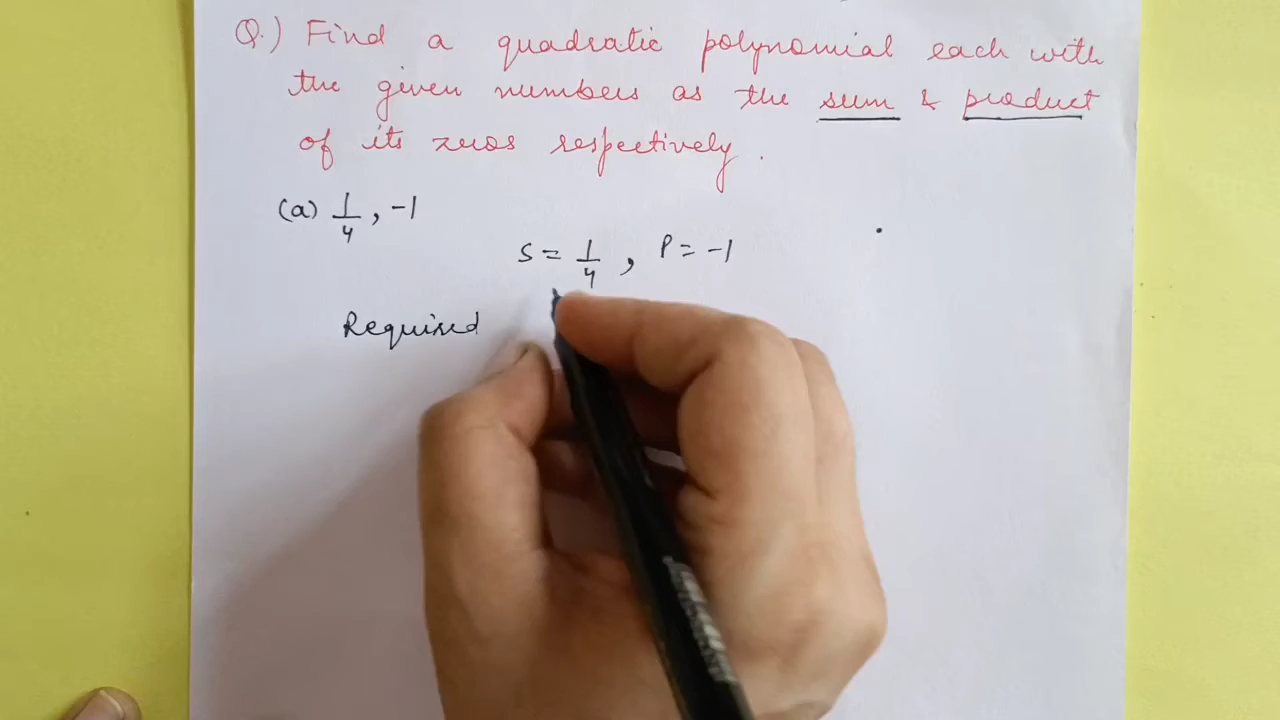 Q.) Find a quadratic polynomial each with
the given numbers as the sum & product
of its zeros respectively.
(a) 1/4, -1
S = 1/4, P = -1
Required